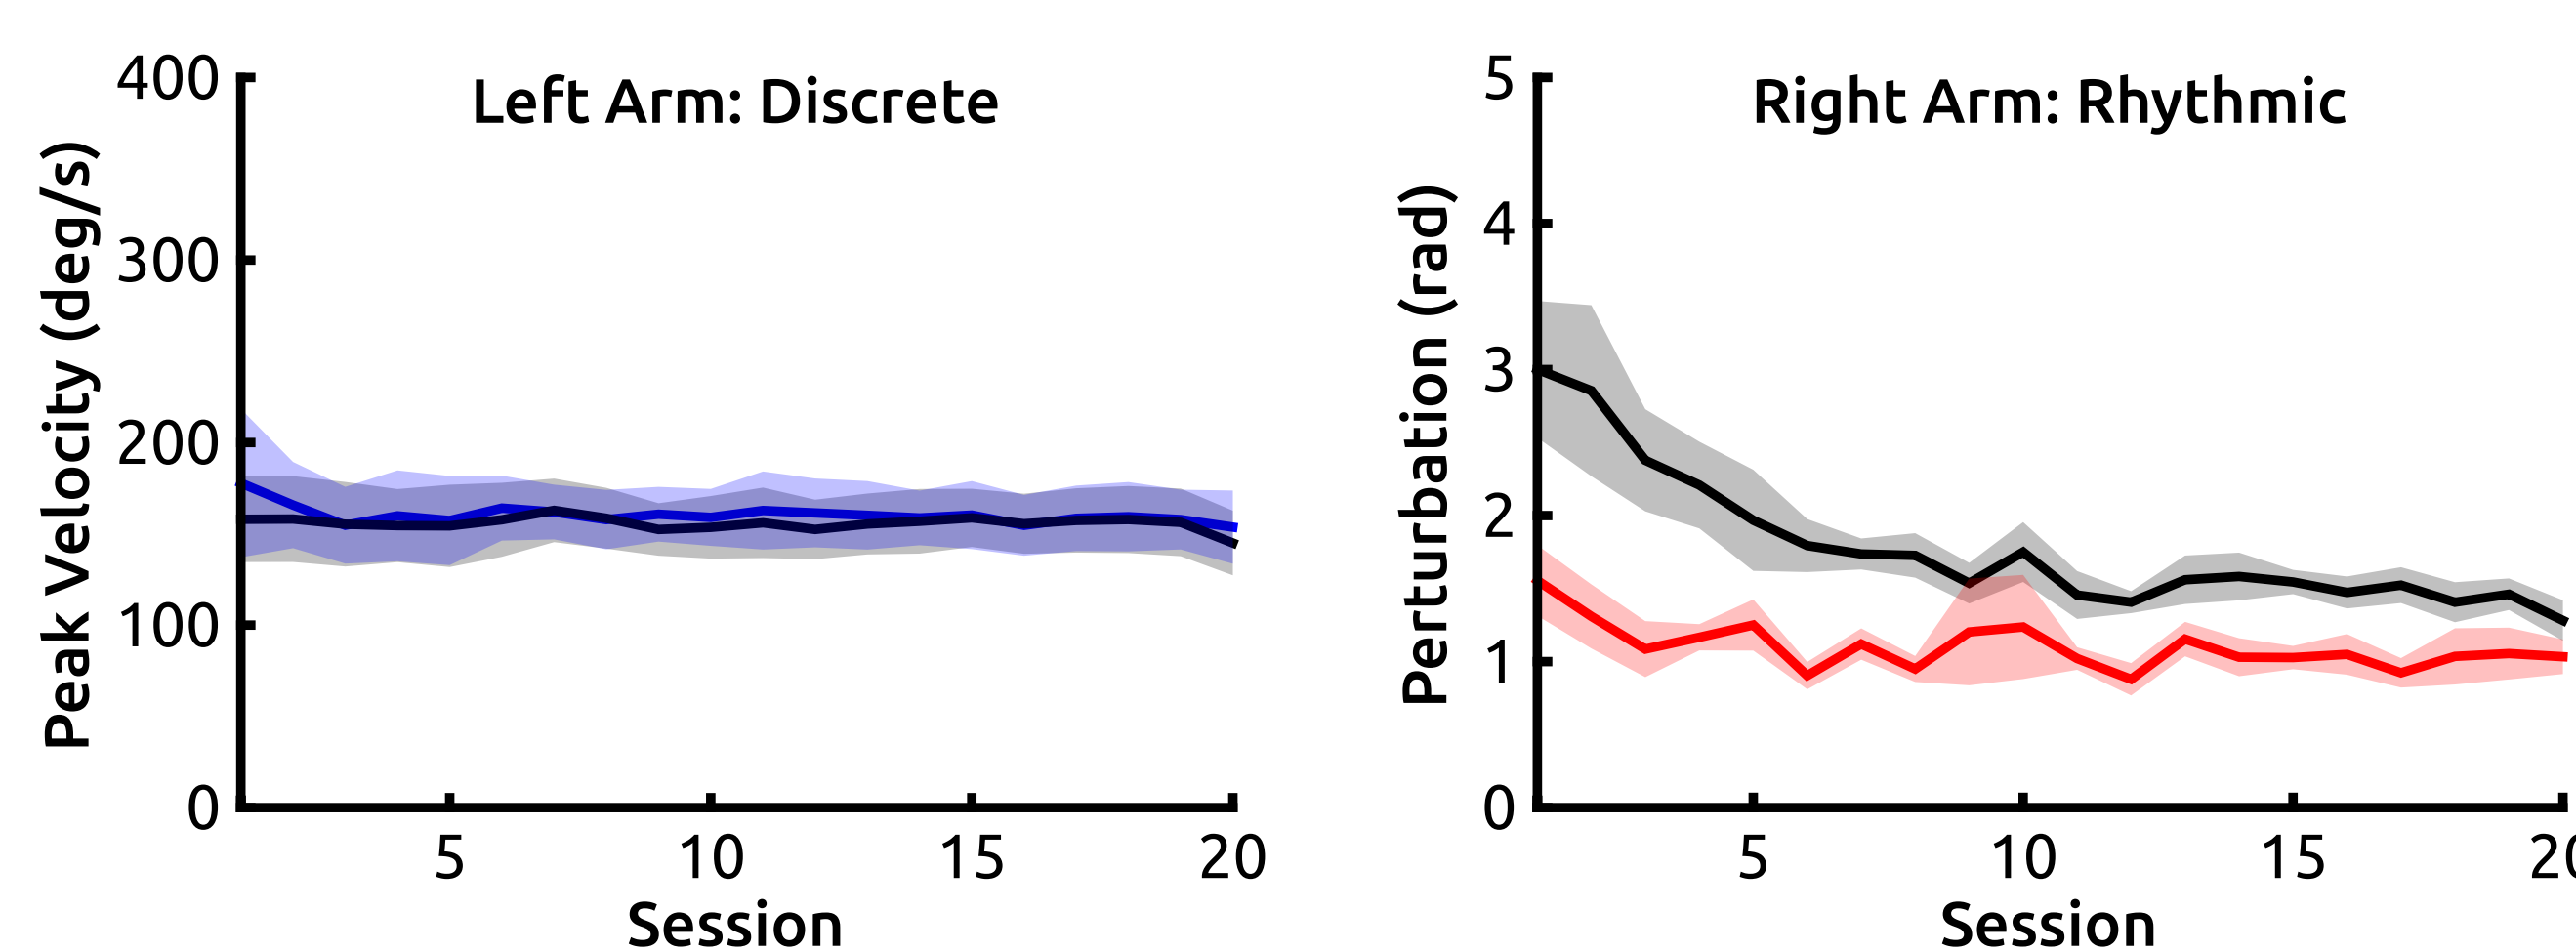 Left Arm: Discrete
Peak Velocity (deg/s)
400
300
200
100
0
5 10 15 20
Session
Right Arm: Rhythmic
Perturbation (rad)
5
4
3
2
1
0
5 10 15 20
Session